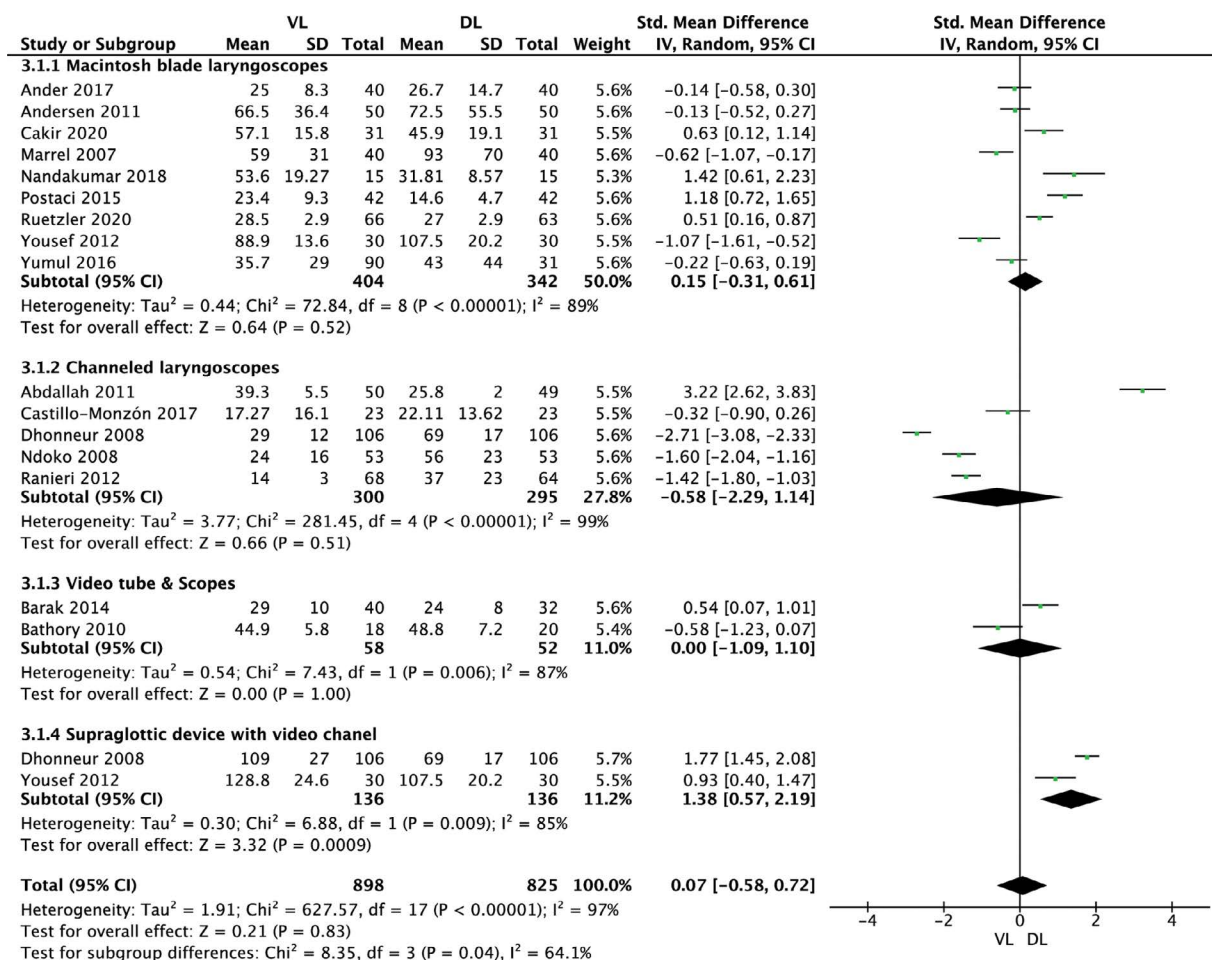 VL DL Std. Mean Difference Std. Mean Difference
Study or Subgroup Mean SD Total Mean SD Total Weight IV, Random, 95% CI IV, Random, 95% CI
3.1.1 Macintosh blade laryngoscopes
Ander 2017 25 8.3 40 26.7 14.7 40 5.6% −0.14 [−0.58, 0.30]
Andersen 2011 66.5 36.4 50 72.5 55.5 50 5.6% −0.13 [−0.52, 0.27]
Cakir 2020 57.1 15.8 31 45.9 19.1 31 5.5% 0.63 [0.12, 1.14]
Marrel 2007 59 31 40 93 70 40 5.6% −0.62 [−1.07, −0.17]
Nandakumar 2018 53.6 19.27 15 31.81 8.57 15 5.3% 1.42 [0.61, 2.23]
Postaci 2015 23.4 9.3 42 14.6 4.7 42 5.6% 1.18 [0.72, 1.65]
Ruetzler 2020 28.5 2.9 66 27 2.9 63 5.6% 0.51 [0.16, 0.87]
Yousef 2012 88.9 13.6 30 107.5 20.2 30 5.5% −1.07 [−1.61, −0.52]
Yumul 2016 35.7 29 90 43 44 31 5.6% −0.22 [−0.63, 0.19]
Subtotal (95% CI) 404 342 50.0% 0.15 [−0.31, 0.61]
Heterogeneity: Tau² = 0.44; Chi² = 72.84, df = 8 (P < 0.00001); I² = 89%
Test for overall effect: Z = 0.64 (P = 0.52)
3.1.2 Channeled laryngoscopes
Abdallah 2011 39.3 5.5 50 25.8 2 49 5.5% 3.22 [2.62, 3.83]
Castillo−Monzón 2017 17.27 16.1 23 22.11 13.62 23 5.5% −0.32 [−0.90, 0.26]
Dhonneur 2008 29 12 106 69 17 106 5.6% −2.71 [−3.08, −2.33]
Ndoko 2008 24 16 53 56 23 53 5.6% −1.60 [−2.04, −1.16]
Ranieri 2012 14 3 68 37 23 64 5.6% −1.42 [−1.80, −1.03]
Subtotal (95% CI) 300 295 27.8% −0.58 [−2.29, 1.14]
Heterogeneity: Tau² = 3.77; Chi² = 281.45, df = 4 (P < 0.00001); I² = 99%
Test for overall effect: Z = 0.66 (P = 0.51)
3.1.3 Video tube & Scopes
Barak 2014 29 10 40 24 8 32 5.6% 0.54 [0.07, 1.01]
Bathory 2010 44.9 5.8 18 48.8 7.2 20 5.4% −0.58 [−1.23, 0.07]
Subtotal (95% CI) 58 52 11.0% 0.00 [−1.09, 1.10]
Heterogeneity: Tau² = 0.54; Chi² = 7.43, df = 1 (P = 0.006); I² = 87%
Test for overall effect: Z = 0.00 (P = 1.00)
3.1.4 Supraglottic device with video chanel
Dhonneur 2008 109 27 106 69 17 106 5.7% 1.77 [1.45, 2.08]
Yousef 2012 128.8 24.6 30 107.5 20.2 30 5.5% 0.93 [0.40, 1.47]
Subtotal (95% CI) 136 136 11.2% 1.38 [0.57, 2.19]
Heterogeneity: Tau² = 0.30; Chi² = 6.88, df = 1 (P = 0.009); I² = 85%
Test for overall effect: Z = 3.32 (P = 0.0009)
Total (95% CI) 898 825 100.0% 0.07 [−0.58, 0.72]
Heterogeneity: Tau² = 1.91; Chi² = 627.57, df = 17 (P < 0.00001); I² = 97%
Test for overall effect: Z = 0.21 (P = 0.83)
Test for subgroup differences: Chi² = 8.35, df = 3 (P = 0.04), I² = 64.1%
−4 −2 0 2 4
VL DL